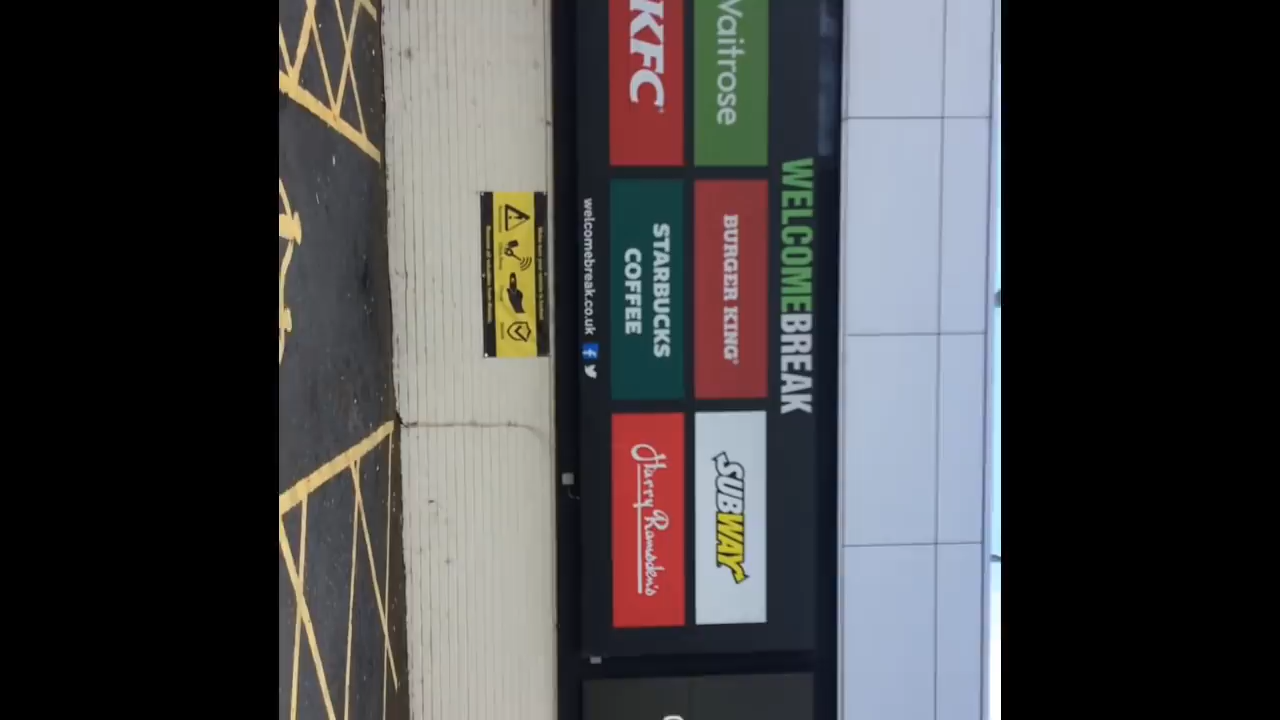 WELCOMEBREAK
Waitrose
BURGER KING®
SUBWAY
KFC
STARBUCKS
COFFEE
Harry Ramsden's
welcomebreak.co.uk